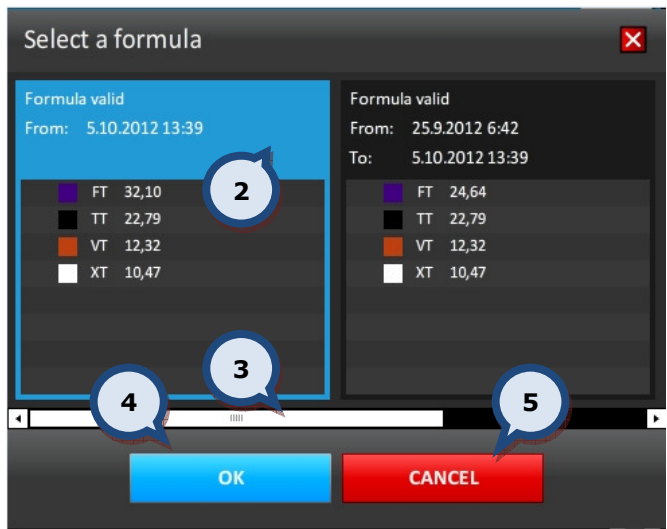 Select a formula
Formula valid
From: 5.10.2012 13:39
2
FT 32,10
TT 22,79
VT 12,32
XT 10,47
Formula valid
From: 25.9.2012 6:42
To: 5.10.2012 13:39
FT 24,64
TT 22,79
VT 12,32
XT 10,47
3
4
5
OK
CANCEL